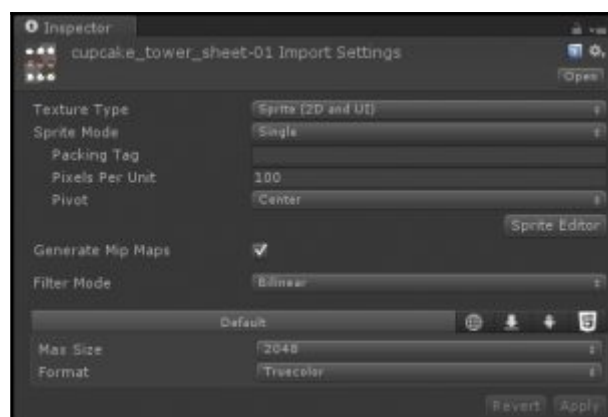 Inspector
cupcake_tower_sheet-01 Import Settings
Open
Texture Type Sprite (2D and UI)
Sprite Mode Single
Packing Tag
Pixels Per Unit 100
Pivot Center
Sprite Editor
Generate Mip Maps
Filter Mode Bilinear
Default
Max Size 2048
Format Truecolor
Revert Apply